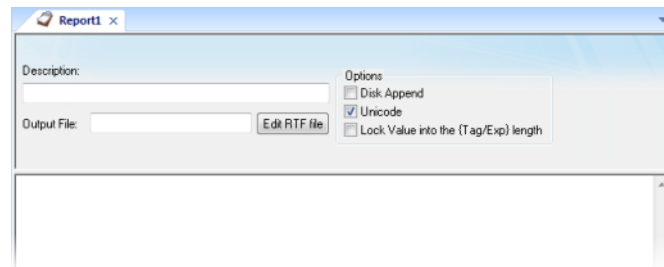 Report1
Description:
Output File:
Edit RTF file
Options
Disk Append
Unicode
Lock Value into the {Tag/Exp} length